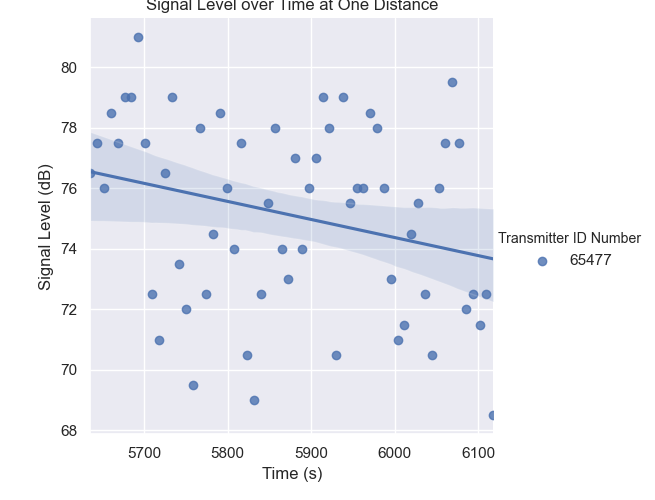 Signal Level over Time at One Distance
80
78
76
74
72
70
68
Signal Level (dB)
5700 5800 5900 6000 6100
Time (s)
Transmitter ID Number
65477